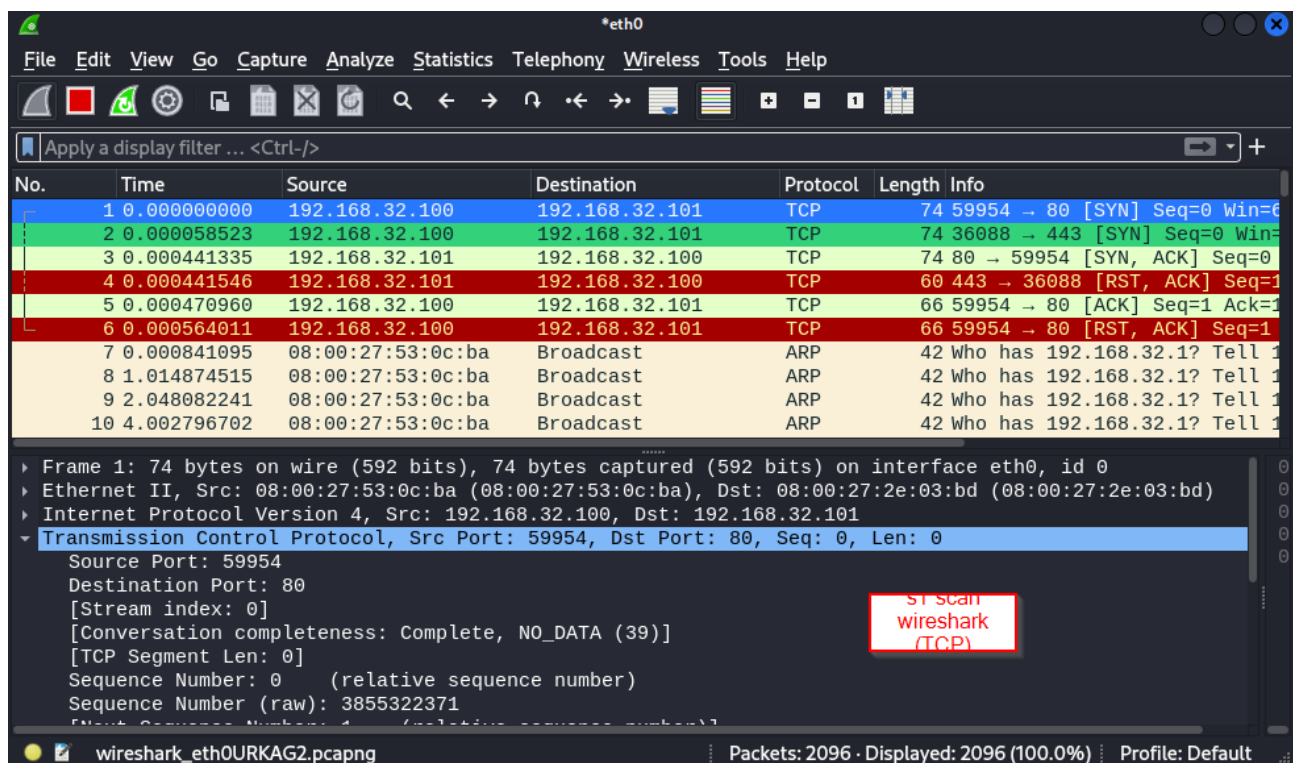 *eth0
File Edit View Go Capture Analyze Statistics Telephony Wireless Tools Help
Apply a display filter … <Ctrl-/>
No. Time Source Destination Protocol Length Info
1 0.000000000 192.168.32.100 192.168.32.101 TCP 74 59954 → 80 [SYN] Seq=0 Win=6
2 0.000058523 192.168.32.100 192.168.32.101 TCP 74 36088 → 443 [SYN] Seq=0 Win=
3 0.000441335 192.168.32.101 192.168.32.100 TCP 74 80 → 59954 [SYN, ACK] Seq=0
4 0.000441546 192.168.32.101 192.168.32.100 TCP 60 443 → 36088 [RST, ACK] Seq=1
5 0.000470960 192.168.32.100 192.168.32.101 TCP 66 59954 → 80 [ACK] Seq=1 Ack=1
6 0.000564011 192.168.32.100 192.168.32.101 TCP 66 59954 → 80 [RST, ACK] Seq=1
7 0.000841095 08:00:27:53:0c:ba Broadcast ARP 42 Who has 192.168.32.1? Tell 1
8 1.014874515 08:00:27:53:0c:ba Broadcast ARP 42 Who has 192.168.32.1? Tell 1
9 2.048082241 08:00:27:53:0c:ba Broadcast ARP 42 Who has 192.168.32.1? Tell 1
10 4.002796702 08:00:27:53:0c:ba Broadcast ARP 42 Who has 192.168.32.1? Tell 1
Frame 1: 74 bytes on wire (592 bits), 74 bytes captured (592 bits) on interface eth0, id 0
Ethernet II, Src: 08:00:27:53:0c:ba (08:00:27:53:0c:ba), Dst: 08:00:27:2e:03:bd (08:00:27:2e:03:bd)
Internet Protocol Version 4, Src: 192.168.32.100, Dst: 192.168.32.101
Transmission Control Protocol, Src Port: 59954, Dst Port: 80, Seq: 0, Len: 0
Source Port: 59954
Destination Port: 80
[Stream index: 0]
[Conversation completeness: Complete, NO_DATA (39)]
[TCP Segment Len: 0]
Sequence Number: 0 (relative sequence number)
Sequence Number (raw): 3855322371
scan
wireshark
(TCP)
wireshark_eth0URKAG2.pcapng Packets: 2096 · Displayed: 2096 (100.0%) Profile: Default